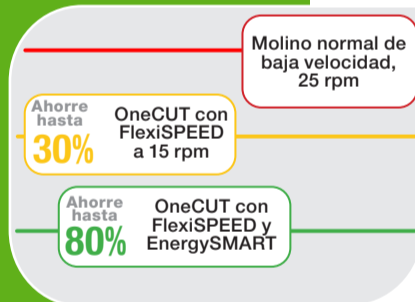 Molino normal de
baja velocidad,
25 rpm
Ahorre
hasta
30%
OneCUT con
FlexiSPEED
a 15 rpm
Ahorre
hasta
80%
OneCUT con
FlexiSPEED y
EnergySMART